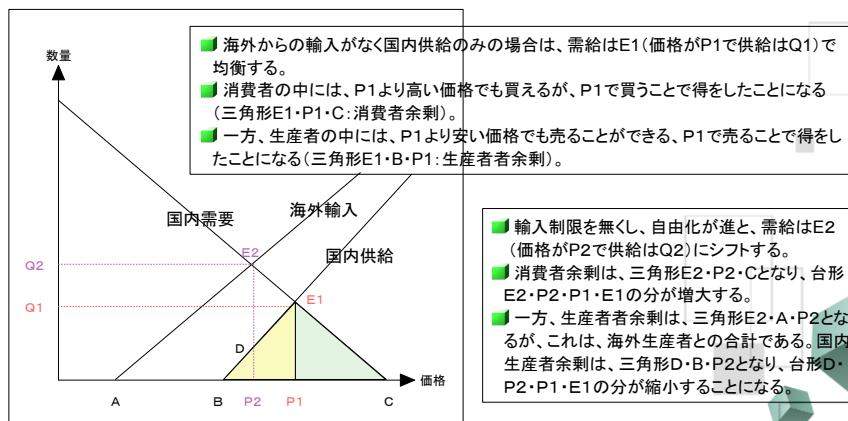 海外からの輸入がなく国内供給のみの場合は、需給はE1(価格がP1で供給はQ1)で
均衡する。
消費者の中には、P1より高い価格でも買えるが、P1で買うことで得をしたことになる
(三角形E1・P1・C:消費者余剰)。
一方、生産者の中には、P1より安い価格でも売ることができる、P1で売ることで得をし
たことになる(三角形E1・B・P1:生産者者余剰)。
数量
国内需要
海外輸入
国内供給
E2
Q2
E1
Q1
D
価格
A
B
P2
P1
C
輸入制限を無くし、自由化が進と、需給はE2
(価格がP2で供給はQ2)にシフトする。
消費者余剰は、三角形E2・P2・Cとなり、台形
E2・P2・P1・E1の分が増大する。
一方、生産者者余剰は、三角形E2・A・P2とな
るが、これは、海外生産者との合計である。国内
生産者余剰は、三角形D・B・P2となり、台形D・
P2・P1・E1の分が縮小することになる。